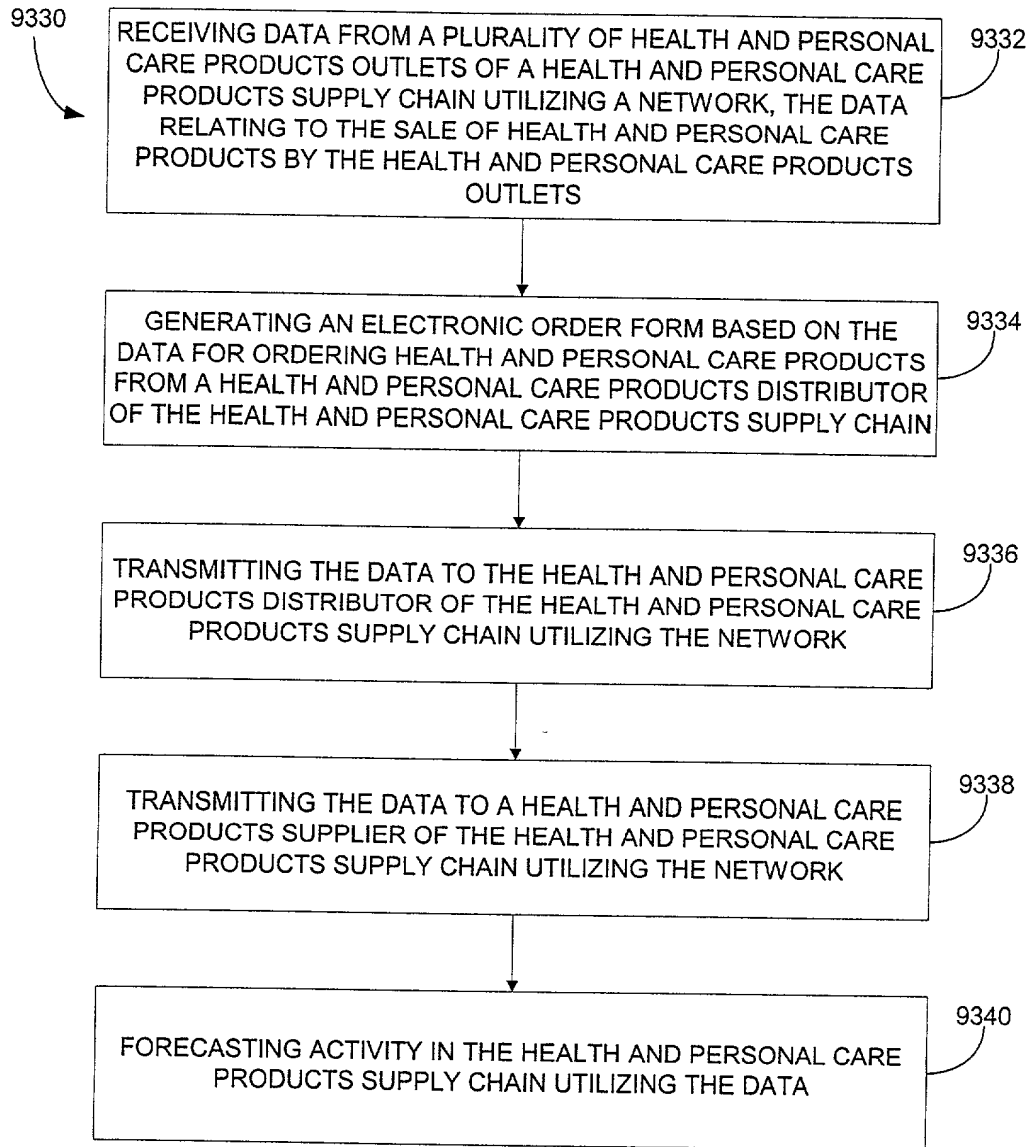 9330
RECEIVING DATA FROM A PLURALITY OF HEALTH AND PERSONAL
CARE PRODUCTS OUTLETS OF A HEALTH AND PERSONAL CARE
PRODUCTS SUPPLY CHAIN UTILIZING A NETWORK, THE DATA
RELATING TO THE SALE OF HEALTH AND PERSONAL CARE
PRODUCTS BY THE HEALTH AND PERSONAL CARE PRODUCTS
OUTLETS
9332
GENERATING AN ELECTRONIC ORDER FORM BASED ON THE
DATA FOR ORDERING HEALTH AND PERSONAL CARE PRODUCTS
FROM A HEALTH AND PERSONAL CARE PRODUCTS DISTRIBUTOR
OF THE HEALTH AND PERSONAL CARE PRODUCTS SUPPLY CHAIN
9334
TRANSMITTING THE DATA TO THE HEALTH AND PERSONAL CARE
PRODUCTS DISTRIBUTOR OF THE HEALTH AND PERSONAL CARE
PRODUCTS SUPPLY CHAIN UTILIZING THE NETWORK
9336
TRANSMITTING THE DATA TO A HEALTH AND PERSONAL CARE
PRODUCTS SUPPLIER OF THE HEALTH AND PERSONAL CARE
PRODUCTS SUPPLY CHAIN UTILIZING THE NETWORK
9338
FORECASTING ACTIVITY IN THE HEALTH AND PERSONAL CARE
PRODUCTS SUPPLY CHAIN UTILIZING THE DATA
9340